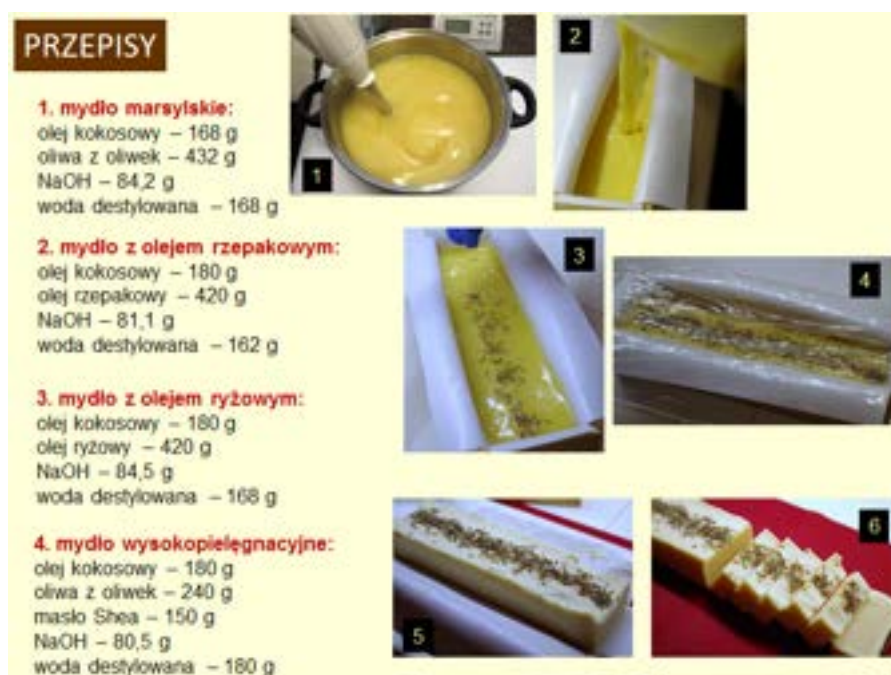 PRZEPISY
1. mydło marsylskie:
olej kokosowy – 168 g
oliwa z oliwek – 432 g
NaOH – 84,2 g
woda destylowana – 168 g
2. mydło z olejem rzepakowym:
olej kokosowy – 180 g
olej rzepakowy – 420 g
NaOH – 81,1 g
woda destylowana – 162 g
3. mydło z olejem ryżowym:
olej kokosowy – 180 g
olej ryżowy – 420 g
NaOH – 84,5 g
woda destylowana – 168 g
4. mydło wysokopielęgnacyjne:
olej kokosowy – 180 g
oliwa z oliwek – 240 g
masło Shea – 150 g
NaOH – 80,5 g
woda destylowana – 180 g
1
2
3
4
5
6